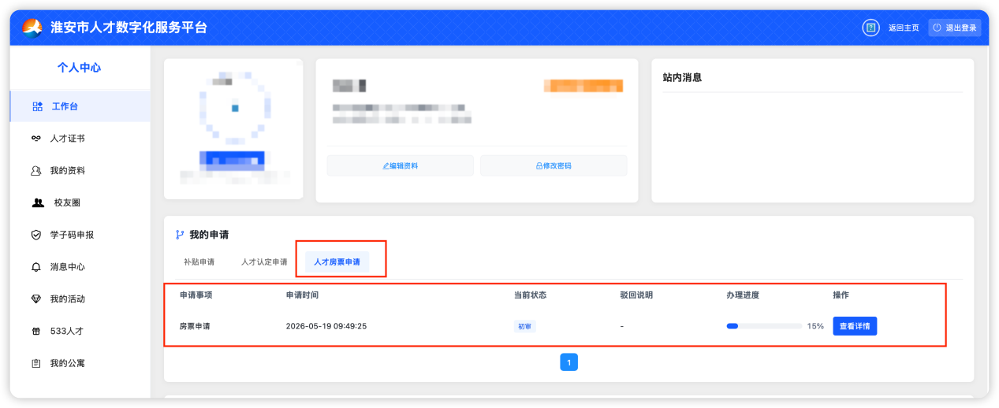 淮安市人才数字化服务平台
返回主页
退出登录
个人中心
工作台
人才证书
我的资料
校友圈
学子码申报
消息中心
我的活动
533人才
我的公寓
编辑资料
修改密码
站内消息
我的申请
补贴申请 人才认定申请 人才房票申请
申请事项 申请时间 当前状态 驳回说明 办理进度 操作
房票申请 2026-05-19 09:49:25 初审 - 15% 查看详情
1